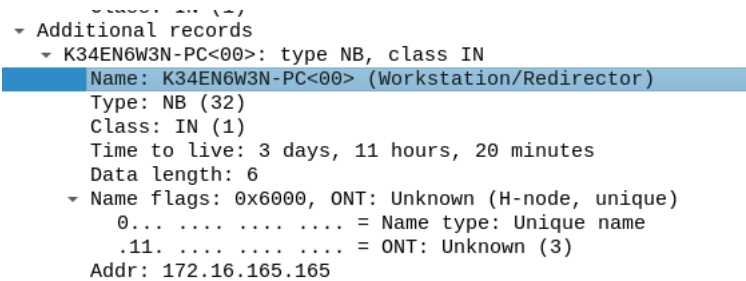 Additional records
K34EN6W3N-PC<00>: type NB, class IN
Name: K34EN6W3N-PC<00> (Workstation/Redirector)
Type: NB (32)
Class: IN (1)
Time to live: 3 days, 11 hours, 20 minutes
Data length: 6
Name flags: 0x6000, ONT: Unknown (H-node, unique)
0... .... .... .... = Name type: Unique name
.11. .... .... .... = ONT: Unknown (3)
Addr: 172.16.165.165